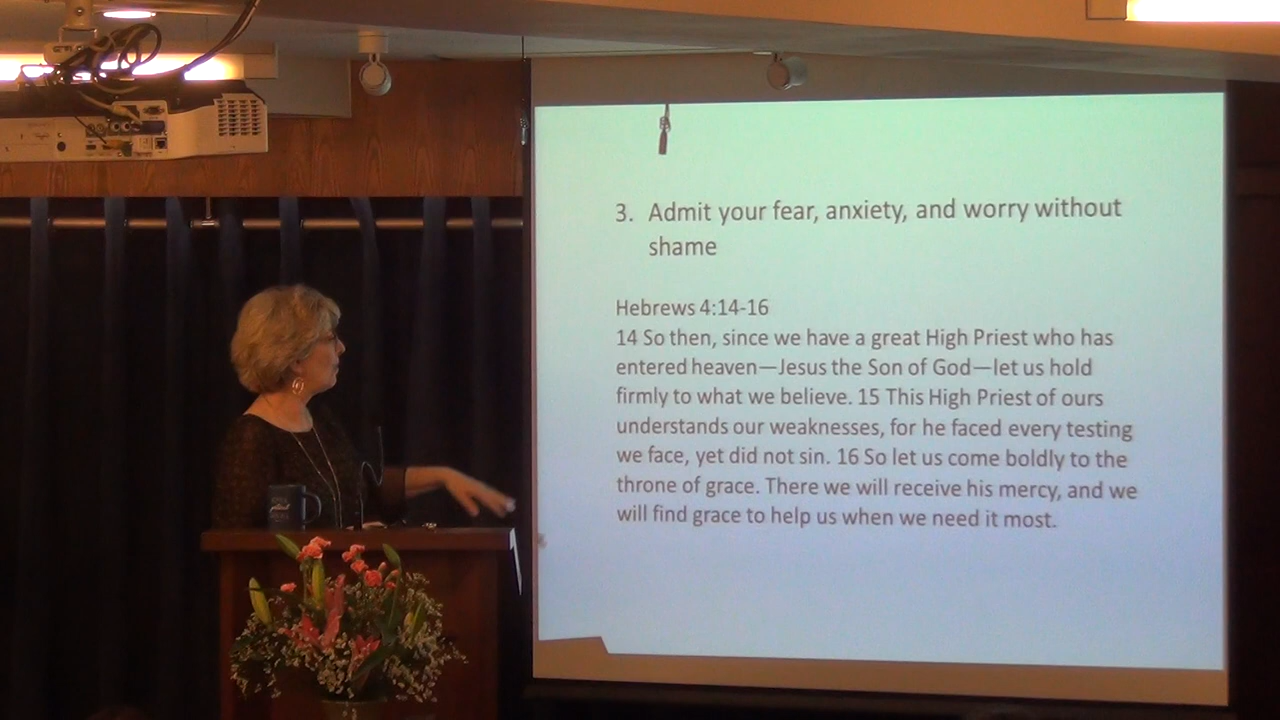 3. Admit your fear, anxiety, and worry without
shame
Hebrews 4:14-16
14 So then, since we have a great High Priest who has
entered heaven—Jesus the Son of God—let us hold
firmly to what we believe. 15 This High Priest of ours
understands our weaknesses, for he faced every testing
we face, yet did not sin. 16 So let us come boldly to the
throne of grace. There we will receive his mercy, and we
will find grace to help us when we need it most.